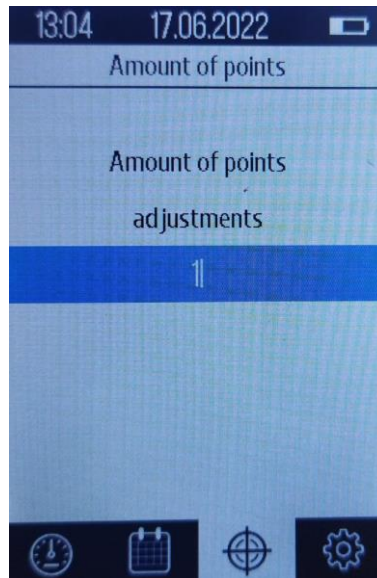 13:04 17.06.2022
Amount of points
Amount of points
adjustments
1